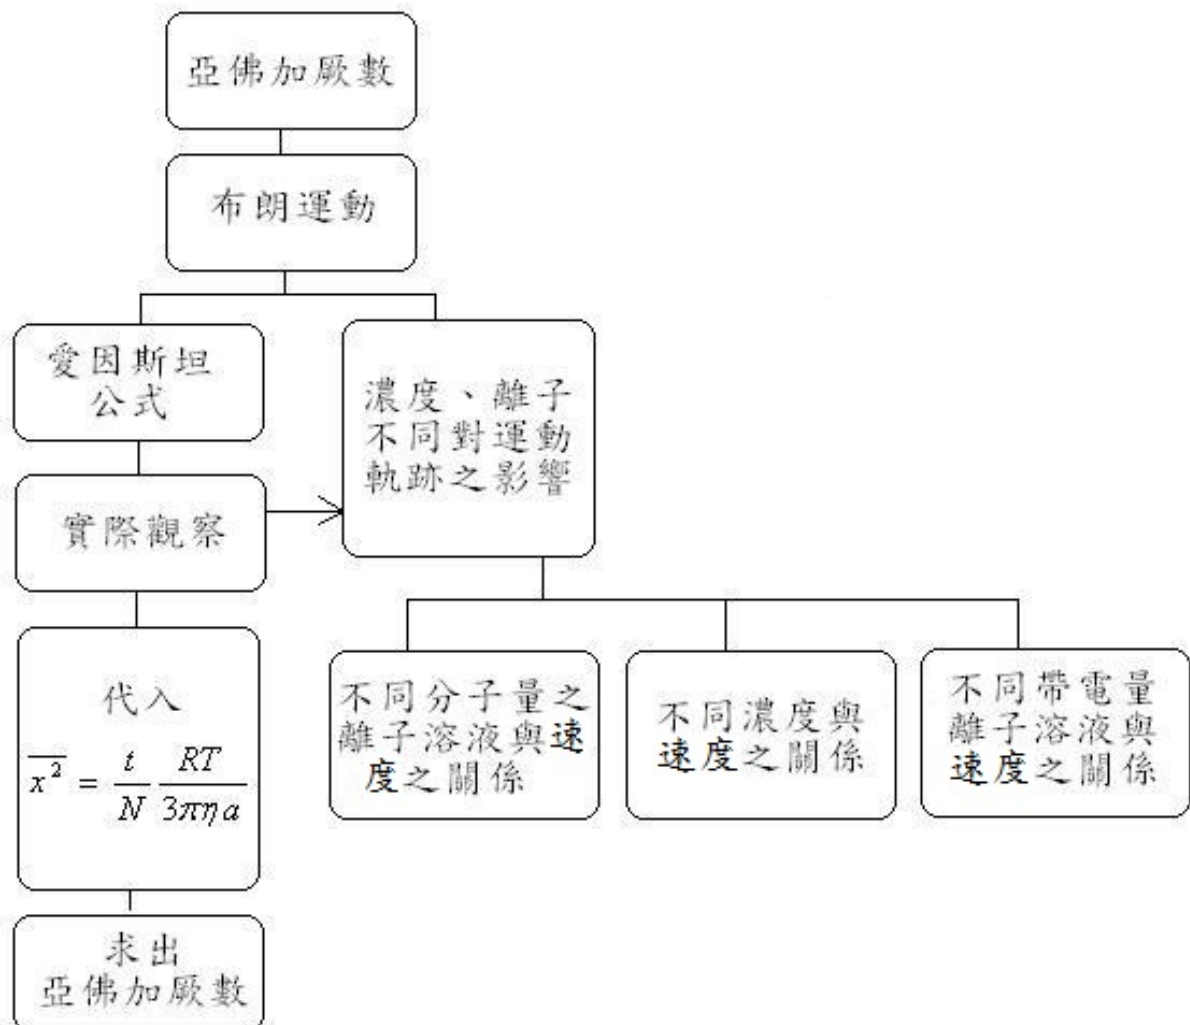 亞佛加厥數
布朗運動
愛因斯坦
公式
濃度、離子
不同對運動
軌跡之影響
實際觀察
代入
\overline{x^2} = \frac{t}{N} \frac{RT}{3\pi\eta a}
不同分子量之
離子溶液與速
度之關係
不同濃度與
速度之關係
不同帶電量
離子溶液與
速度之關係
求出
亞佛加厥數